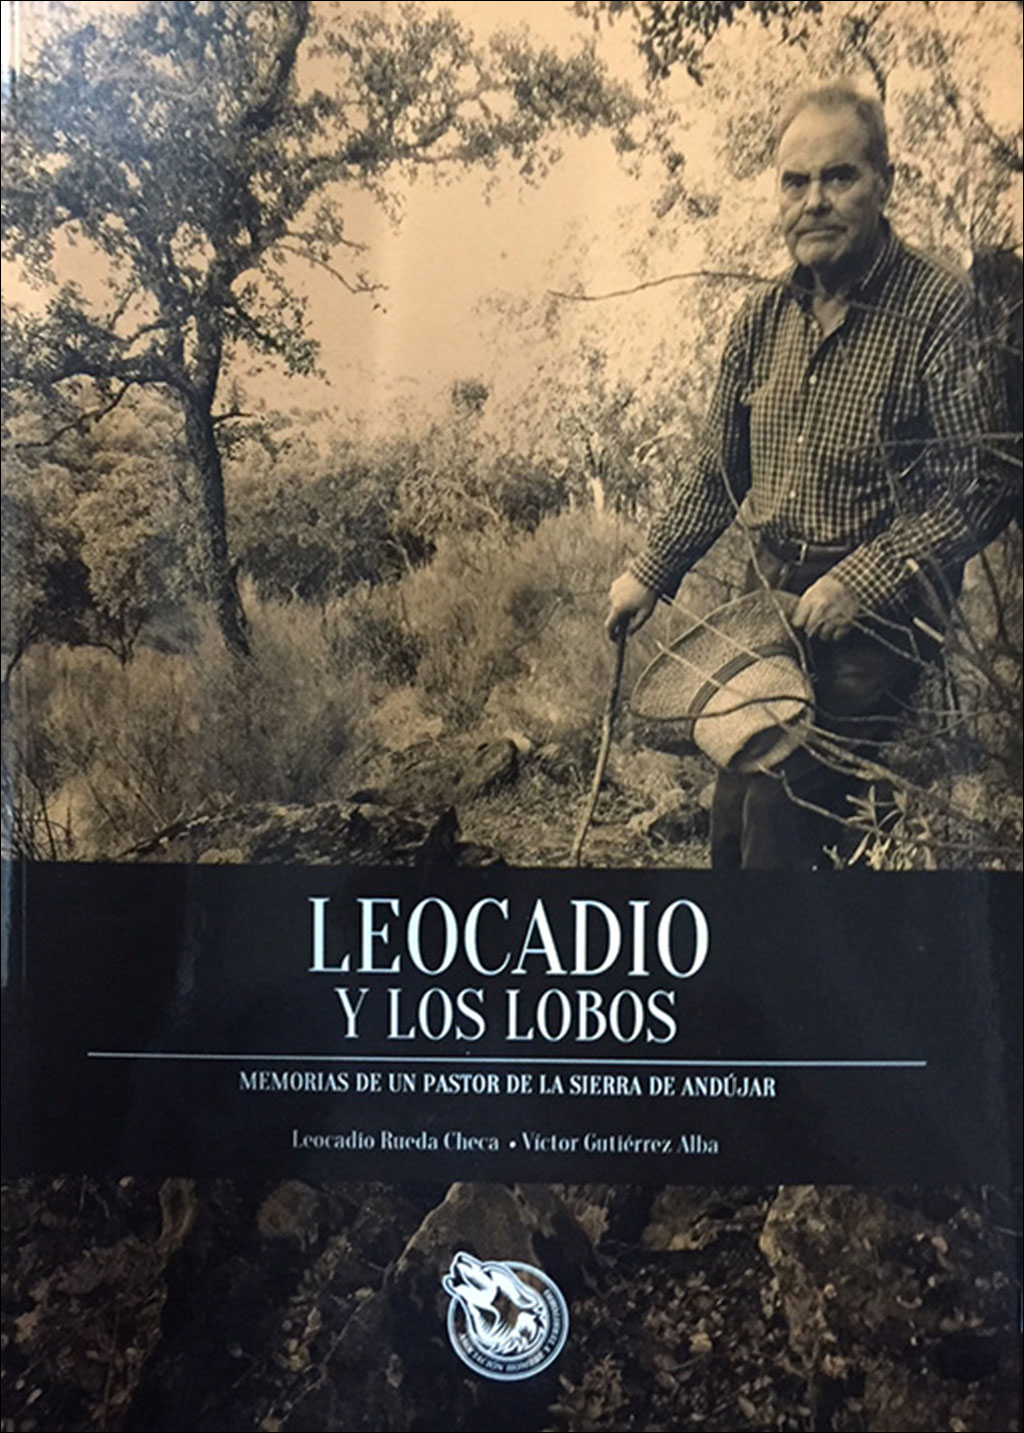 LEOCADIO
Y LOS LOBOS
MEMORIAS DE UN PASTOR DE LA SIERRA DE ANDÚJAR
Leocadio Rueda Checa • Víctor Gutiérrez Alba